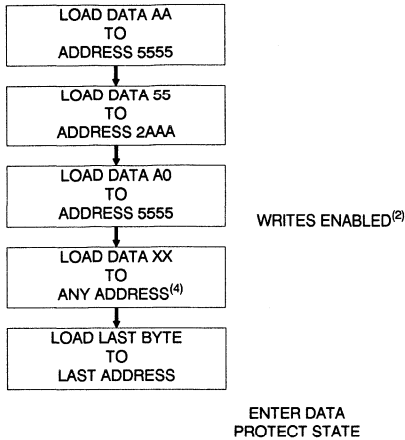 LOAD DATA AA
TO
ADDRESS 5555
LOAD DATA 55
TO
ADDRESS 2AAA
LOAD DATA A0
TO
ADDRESS 5555
WRITES ENABLED(2)
LOAD DATA XX
TO
ANY ADDRESS(4)
LOAD LAST BYTE
TO
LAST ADDRESS
ENTER DATA
PROTECT STATE